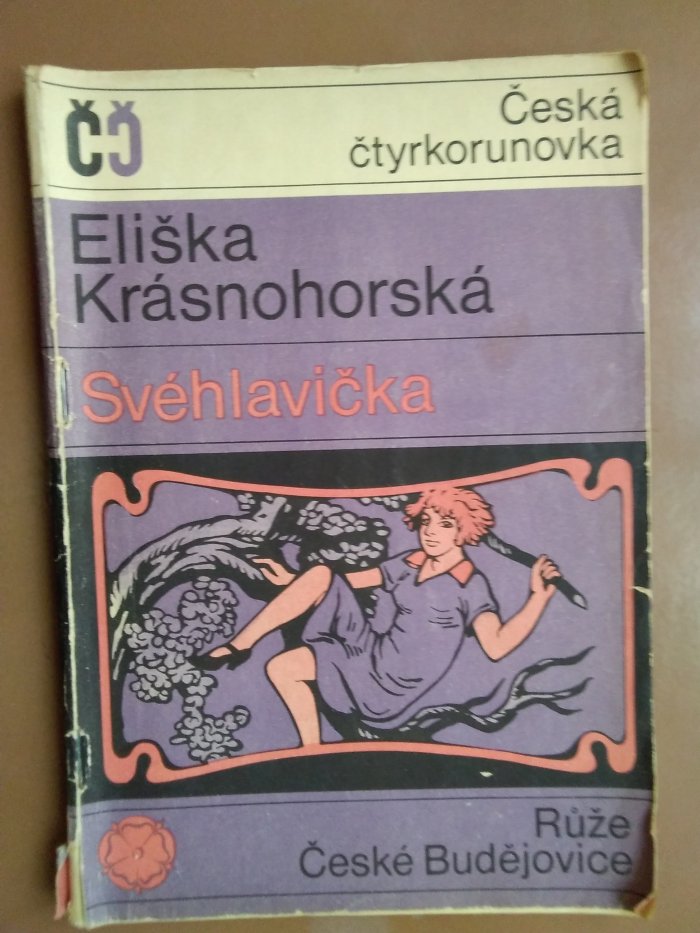 ČČ
Česká
čtyrkorunovka
Eliška
Krásnohorská
Svéhlavička
Růže
České Budějovice